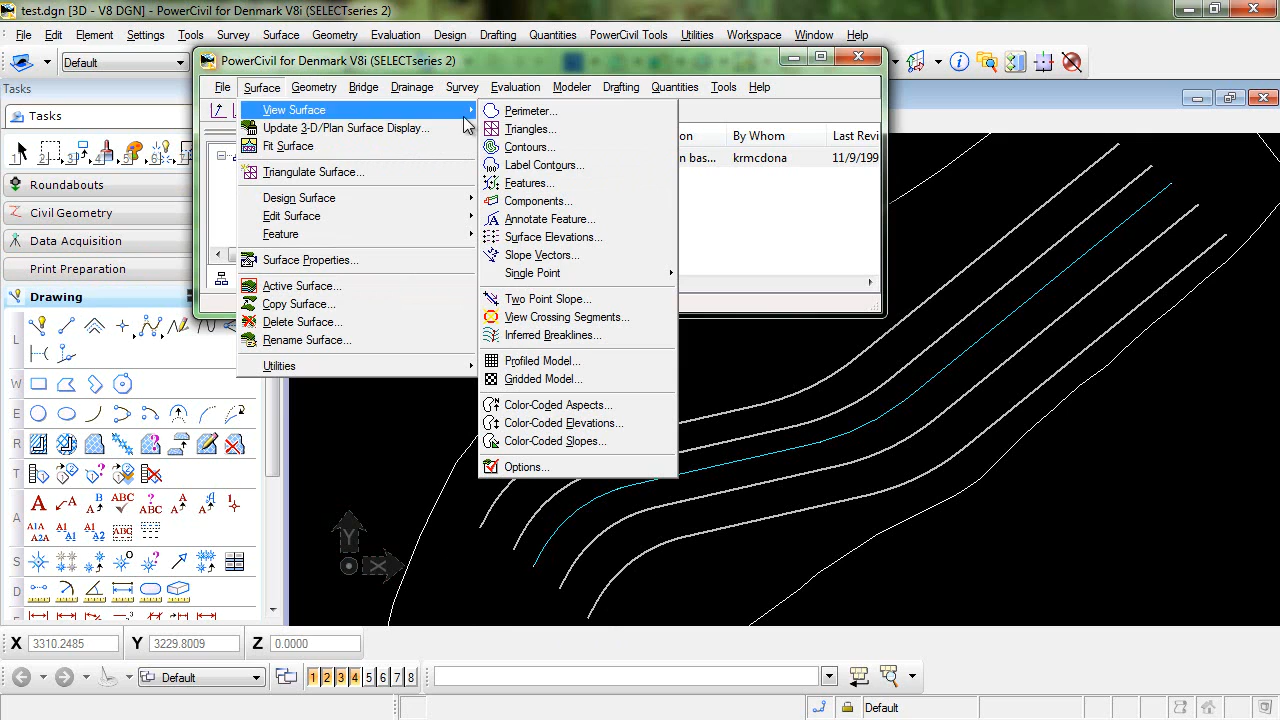 test.dgn [3D - V8 DGN] - PowerCivil for Denmark V8i (SELECTseries 2)
File Edit Element Settings Tools Survey Surface Geometry Evaluation Design Drafting Quantities PowerCivil Tools Utilities Workspace Window Help
Default
PowerCivil for Denmark V8i (SELECTseries 2)
File Surface Geometry Bridge Drainage Survey Evaluation Modeler Drafting Quantities Tools Help
Tasks
Tasks
Roundabouts
Civil Geometry
Data Acquisition
Print Preparation
Drawing
L
W
E
R
T
A
S
D
View Surface
Update 3-D/Plan Surface Display...
Fit Surface
Triangulate Surface...
Design Surface
Edit Surface
Feature
Surface Properties...
Active Surface...
Copy Surface...
Delete Surface...
Rename Surface...
Utilities
Perimeter...
Triangles...
Contours...
Label Contours...
Features...
Components...
Annotate Feature...
Surface Elevations...
Slope Vectors...
Single Point
Two Point Slope...
View Crossing Segments...
Inferred Breaklines...
Profiled Model...
Gridded Model...
Color-Coded Aspects...
Color-Coded Elevations...
Color-Coded Slopes...
Options...
on By Whom Last Revi
n bas... krmcdona 11/9/199
Y
X
X 3310.2485 Y 3229.8009 Z 0.0000
Default 1 2 3 4 5 6 7 8
Default